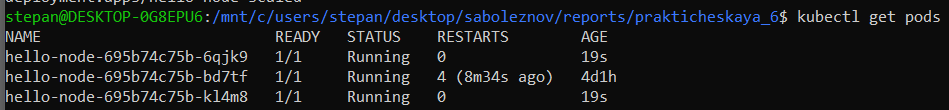 deployment.apps/hello-node scaled
stepan@DESKTOP-0G8EPU6:/mnt/c/users/stepan/desktop/saboleznov/reports/prakticheskaya_6$ kubectl get pods
NAME READY STATUS RESTARTS AGE
hello-node-695b74c75b-6qjk9 1/1 Running 0 19s
hello-node-695b74c75b-bd7tf 1/1 Running 4 (8m34s ago) 4d1h
hello-node-695b74c75b-kl4m8 1/1 Running 0 19s